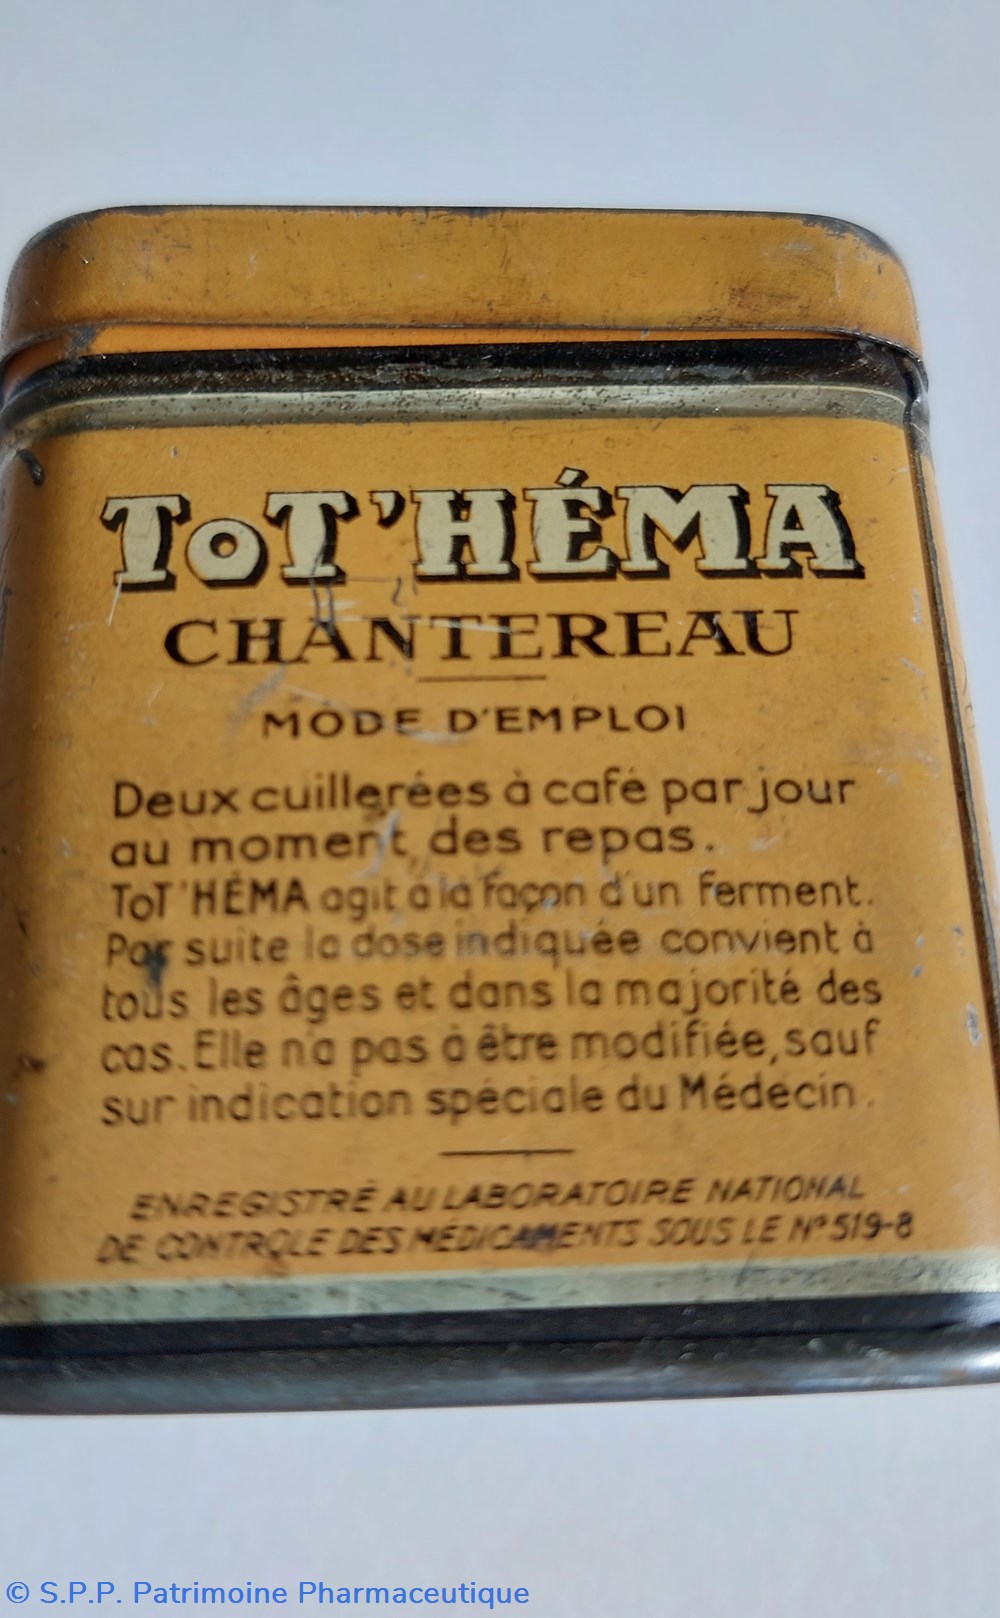 ToT'HÉMA
CHANTEREAU
MODE D'EMPLOI
Deux cuillerées à café par jour
au moment des repas.
ToT'HÉMA agit à la façon d'un ferment.
Par suite la dose indiquée convient à
tous les âges et dans la majorité des
cas. Elle n'a pas à être modifiée, sauf
sur indication spéciale du Médecin.
ENREGISTRÉ AU LABORATOIRE NATIONAL
DE CONTROLE DES MÉDICAMENTS SOUS LE N° 519-8
© S.P.P. Patrimoine Pharmaceutique